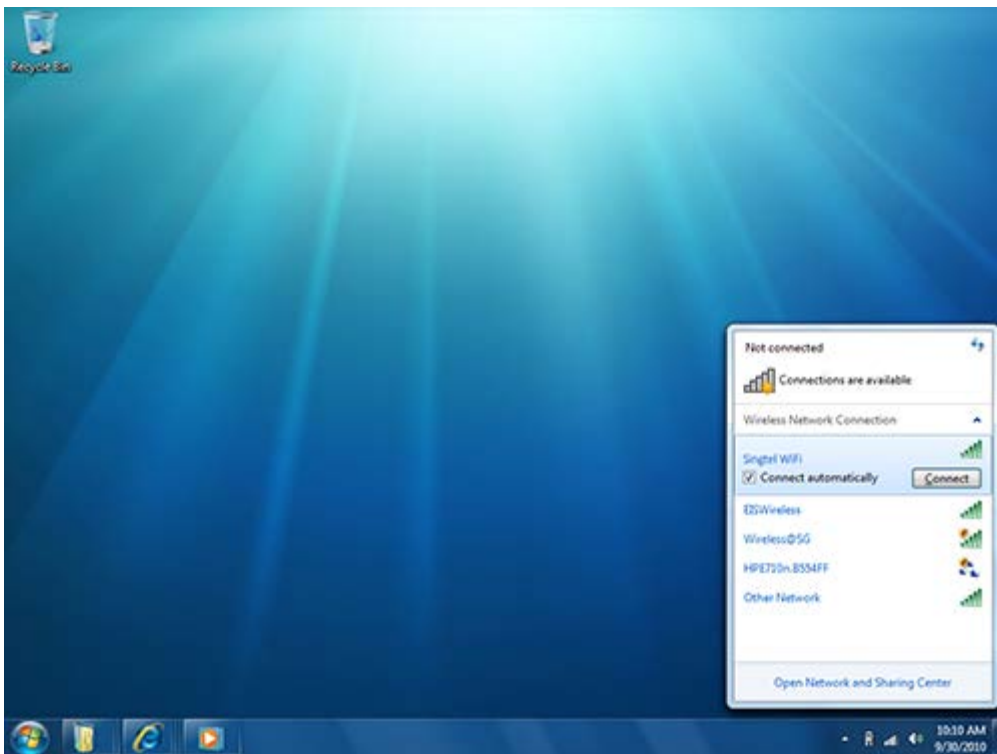 Recycle Bin
Not connected
Connections are available
Wireless Network Connection
Singtel WiFi
Connect automatically
Connect
EISWireless
Wireless@SG
HPE710n.B554FF
Other Network
Open Network and Sharing Center
10:10 AM
9/30/2010